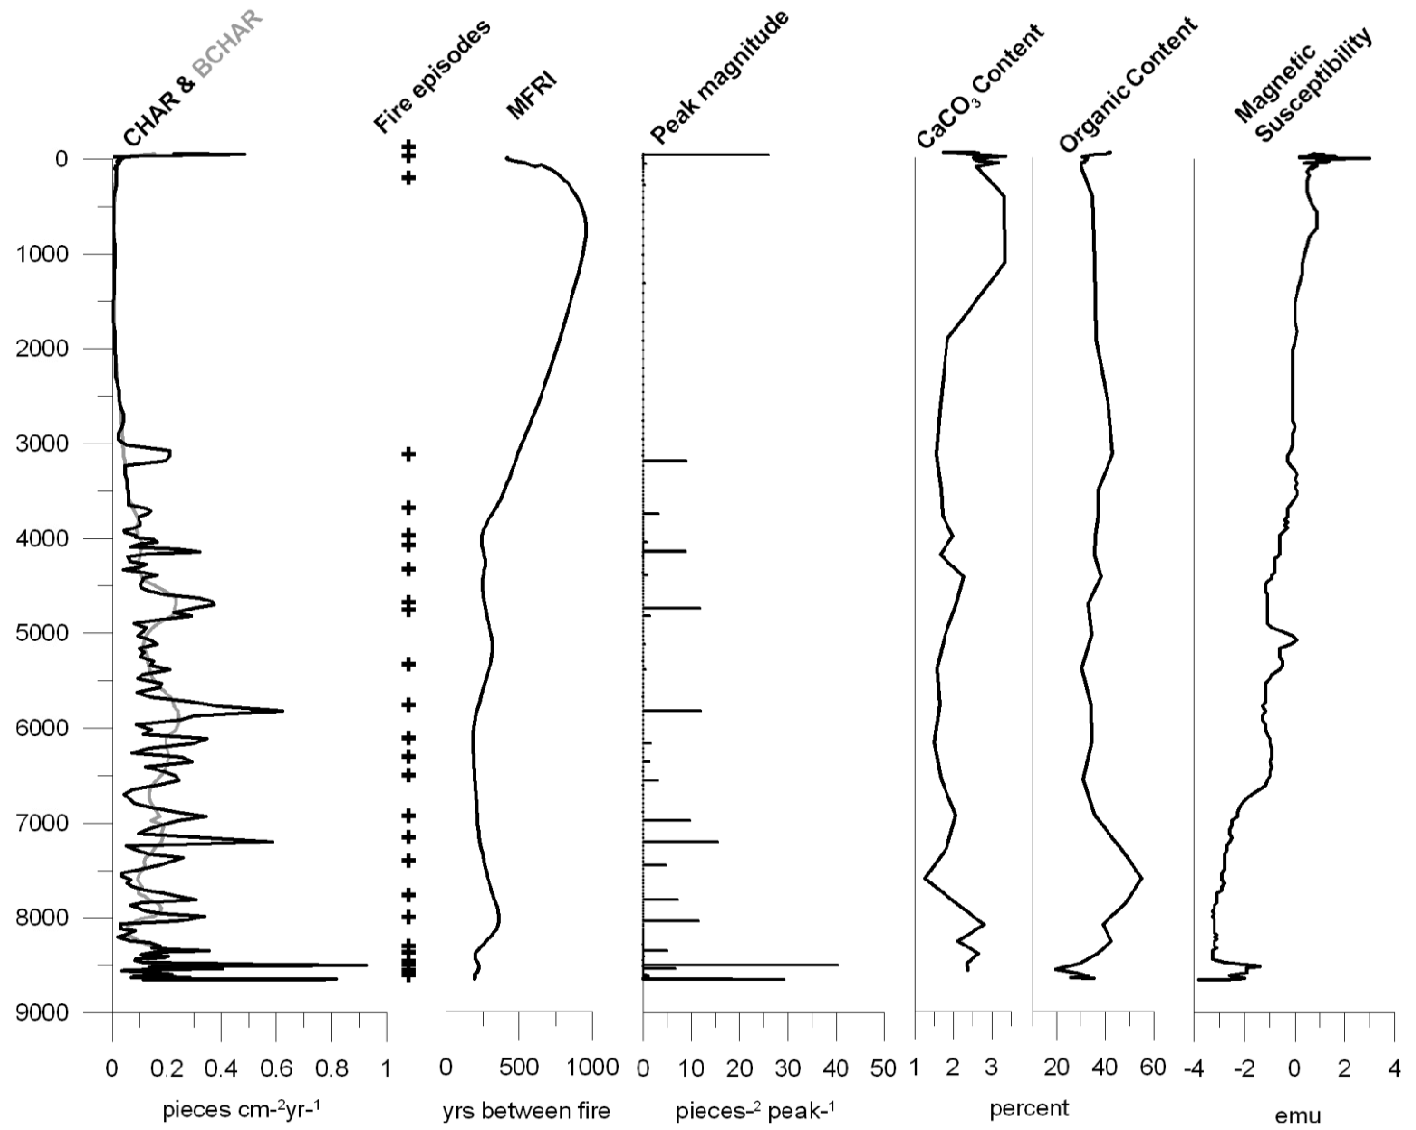 CHAR & BCHAR
Fire episodes
MFRI
Peak magnitude
CaCO₃ Content
Organic Content
Magnetic
Susceptibility
0
1000
2000
3000
4000
5000
6000
7000
8000
9000
0 0.2 0.4 0.6 0.8 1
0 500 1000
0 10 20 30 40 50
1 2 3
20 40 60
-4 -2 0 2 4
pieces cm-²yr-¹
yrs between fire
pieces-² peak-¹
percent
emu